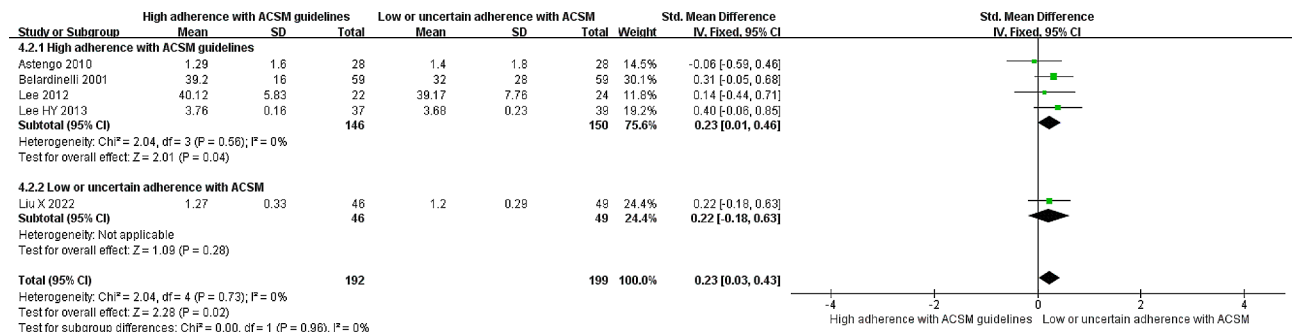 High adherence with ACSM guidelines Low or uncertain adherence with ACSM Std. Mean Difference Std. Mean Difference
Study or Subgroup Mean SD Total Mean SD Total Weight IV, Fixed, 95% CI IV, Fixed, 95% CI
4.2.1 High adherence with ACSM guidelines
Astengo 2010 1.29 1.6 28 1.4 1.8 28 14.5% -0.06 [-0.59, 0.46]
Belardinelli 2001 39.2 16 59 32 28 59 30.1% 0.31 [-0.05, 0.68]
Lee 2012 40.12 5.83 22 39.17 7.76 24 11.8% 0.14 [-0.44, 0.71]
Lee HY 2013 3.76 0.16 37 3.68 0.23 39 19.2% 0.40 [-0.06, 0.85]
Subtotal (95% CI) 146 150 75.6% 0.23 [0.01, 0.46]
Heterogeneity: Chi² = 2.04, df = 3 (P = 0.56); I² = 0%
Test for overall effect: Z = 2.01 (P = 0.04)
4.2.2 Low or uncertain adherence with ACSM
Liu X 2022 1.27 0.33 46 1.2 0.29 49 24.4% 0.22 [-0.18, 0.63]
Subtotal (95% CI) 46 49 24.4% 0.22 [-0.18, 0.63]
Heterogeneity: Not applicable
Test for overall effect: Z = 1.09 (P = 0.28)
Total (95% CI) 192 199 100.0% 0.23 [0.03, 0.43]
Heterogeneity: Chi² = 2.04, df = 4 (P = 0.73); I² = 0%
Test for overall effect: Z = 2.28 (P = 0.02)
Test for subgroup differences: Chi² = 0.00, df = 1 (P = 0.96), I² = 0%
-4 -2 0 2 4
High adherence with ACSM guidelines Low or uncertain adherence with ACSM